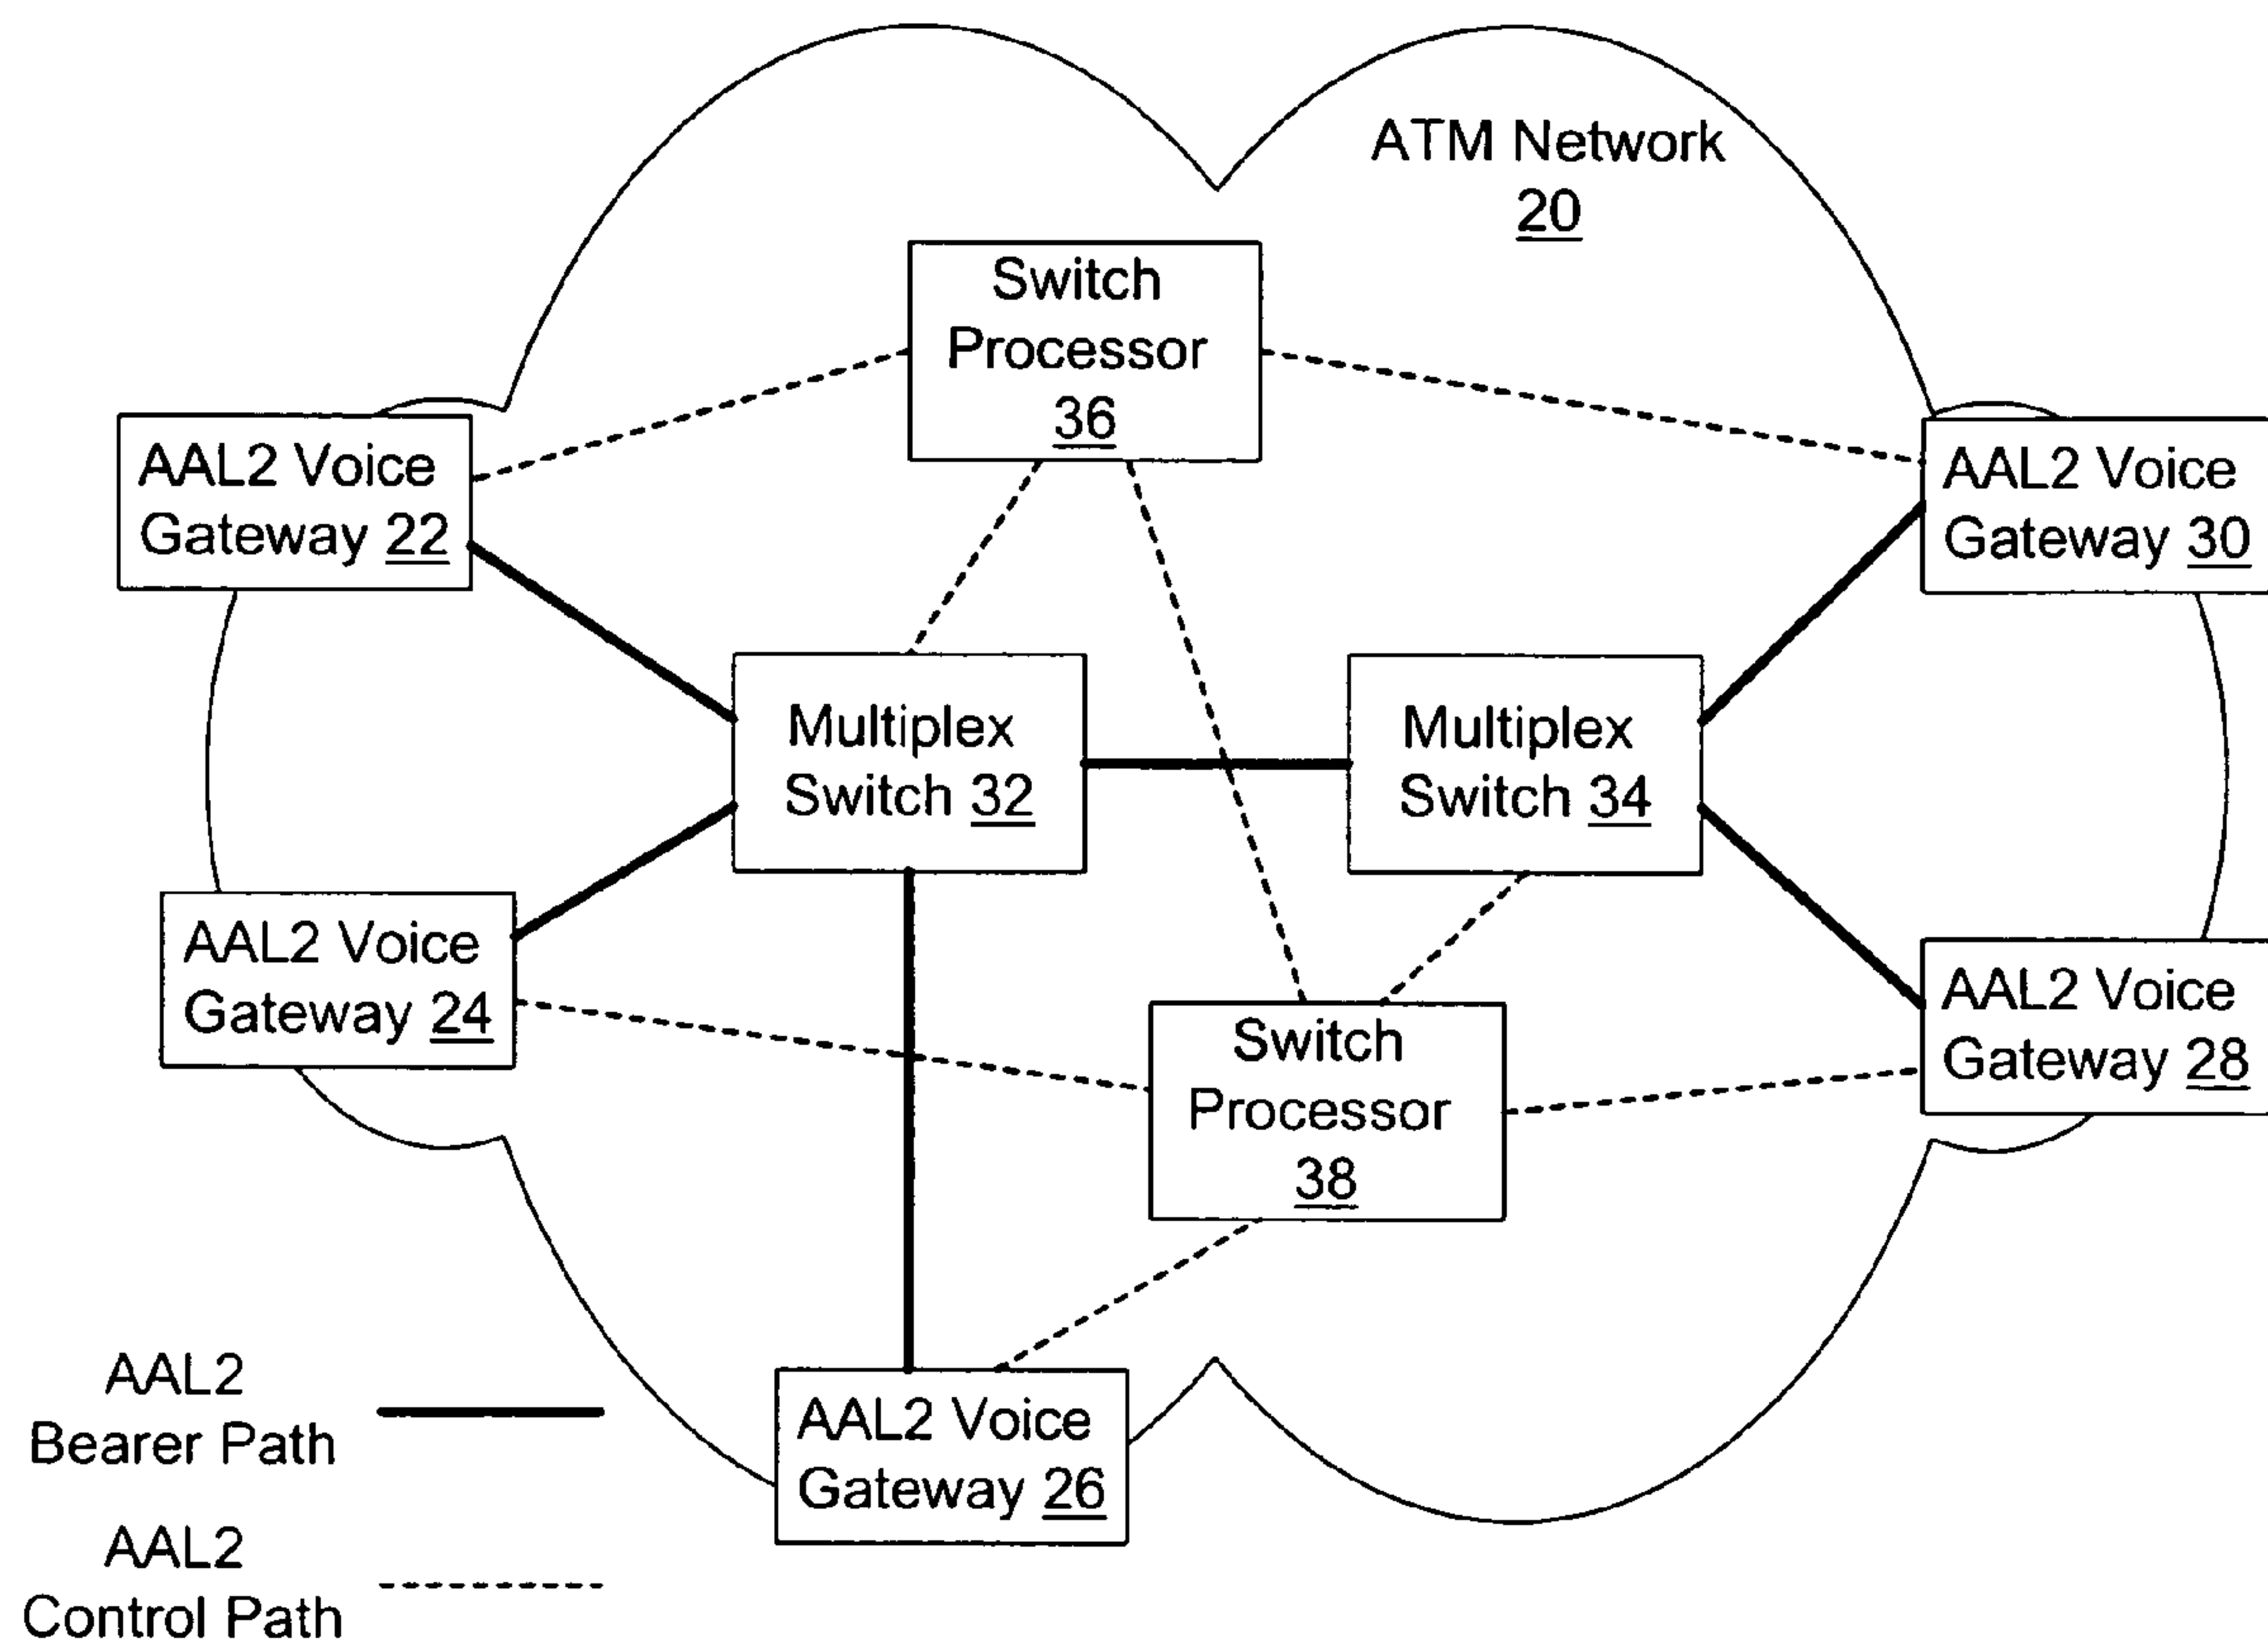 ATM Network
20
Switch
Processor
36
AAL2 Voice
Gateway 22
AAL2 Voice
Gateway 30
Multiplex
Switch 32
Multiplex
Switch 34
AAL2 Voice
Gateway 24
Switch
Processor
38
AAL2 Voice
Gateway 28
AAL2 Voice
Gateway 26
AAL2
Bearer Path
AAL2
Control Path